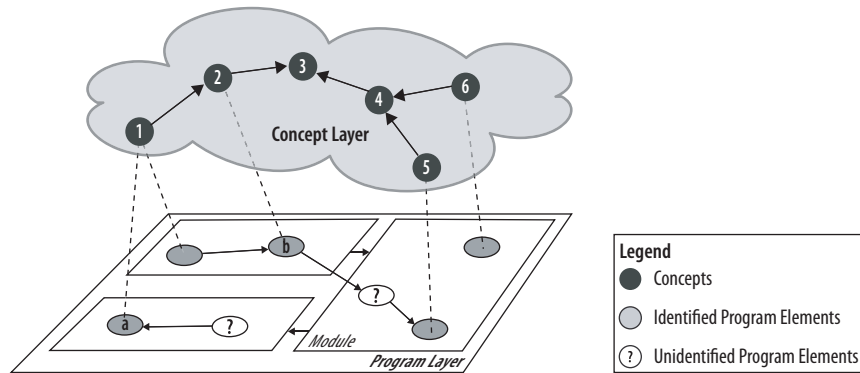 3
2
6
4
1
Concept Layer
5
b
?
a
?
Module
Program Layer
Legend
Concepts
Identified Program Elements
? Unidentified Program Elements